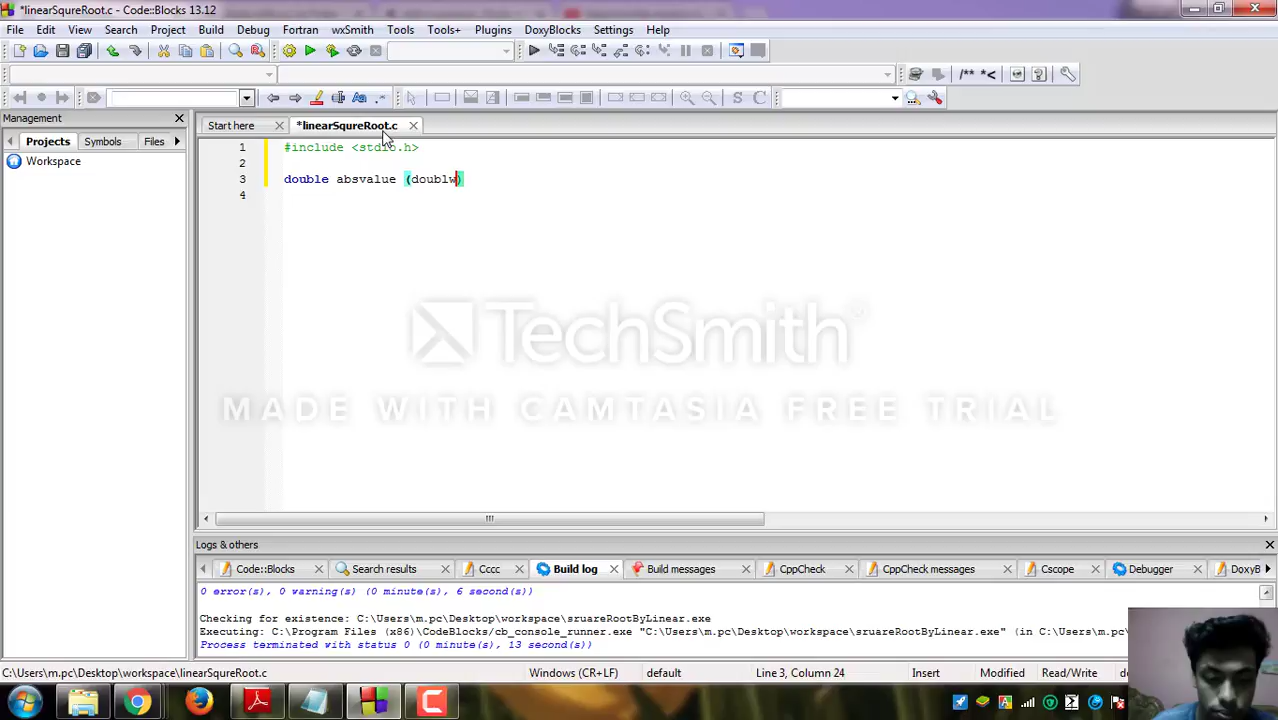 *linearSqureRoot.c - Code::Blocks 13.12
File Edit View Search Project Build Debug Fortran wxSmith Tools Tools+ Plugins DoxyBlocks Settings Help
/** *<
S C
Management
Projects Symbols Files
Workspace
Start here *linearSqureRoot.c
1 #include <stdio.h>
2
3 double absvalue (doublw)
4
TechSmith
MADE WITH CAMTASIA FREE TRIAL
Logs & others
Code::Blocks Search results Cccc Build log Build messages CppCheck CppCheck messages Cscope Debugger DoxyB
0 error(s), 0 warning(s) (0 minute(s), 6 second(s))
Checking for existence: C:\Users\m.pc\Desktop\workspace\sruareRootByLinear.exe
Executing: C:\Program Files (x86)\CodeBlocks/cb_console_runner.exe "C:\Users\m.pc\Desktop\workspace\sruareRootByLinear.exe" (in C:\Users\m.pc\Des
Process terminated with status 0 (0 minute(s), 13 second(s))
C:\Users\m.pc\Desktop\workspace\linearSqureRoot.c Windows (CR+LF) default Line 3, Column 24 Insert Modified Read/Write default